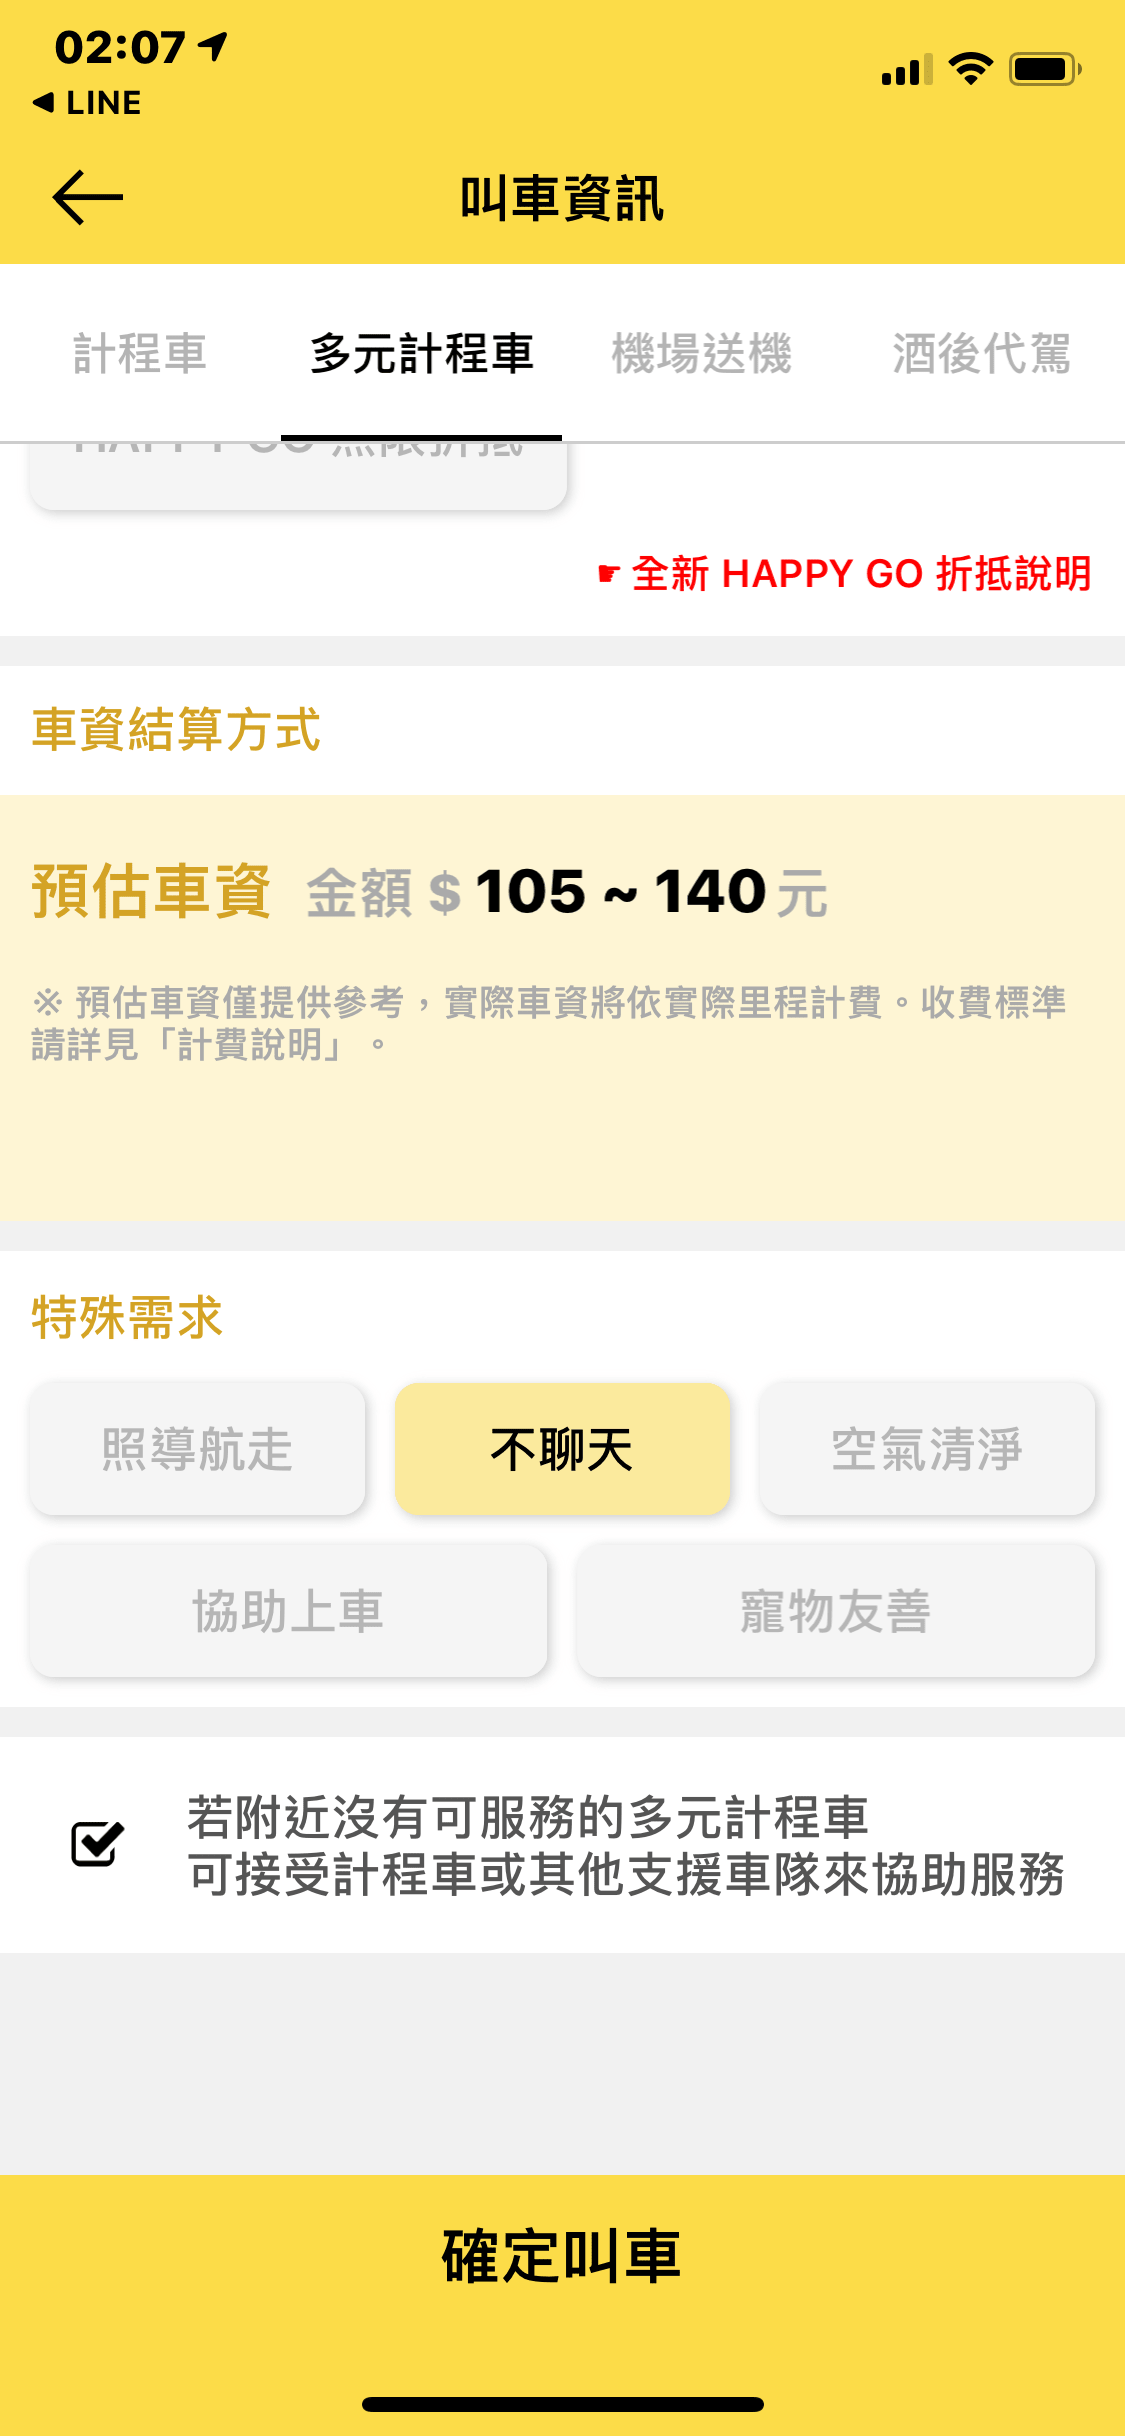 02:07
LINE
叫車資訊
計程車 多元計程車 機場送機 酒後代駕
HAPPY GO 無限折抵
☛ 全新 HAPPY GO 折抵說明
車資結算方式
預估車資 金額 $ 105 ~ 140 元
※ 預估車資僅提供參考，實際車資將依實際里程計費。收費標準
請詳見「計費說明」。
特殊需求
照導航走 不聊天 空氣清淨
協助上車 寵物友善
若附近沒有可服務的多元計程車
可接受計程車或其他支援車隊來協助服務
確定叫車